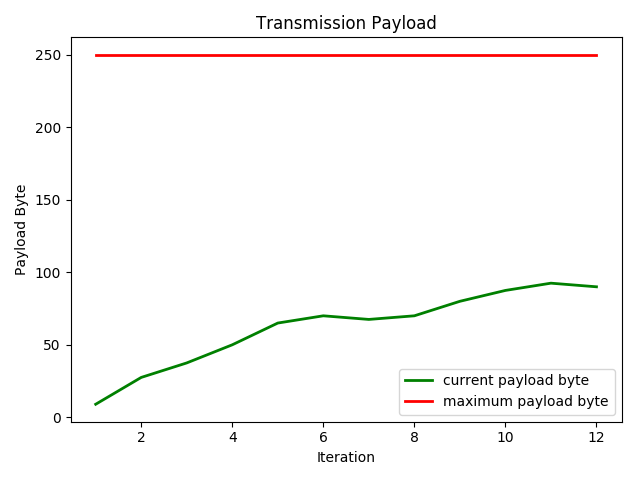 Transmission Payload
Payload Byte
250
200
150
100
50
0
2 4 6 8 10 12
Iteration
current payload byte
maximum payload byte